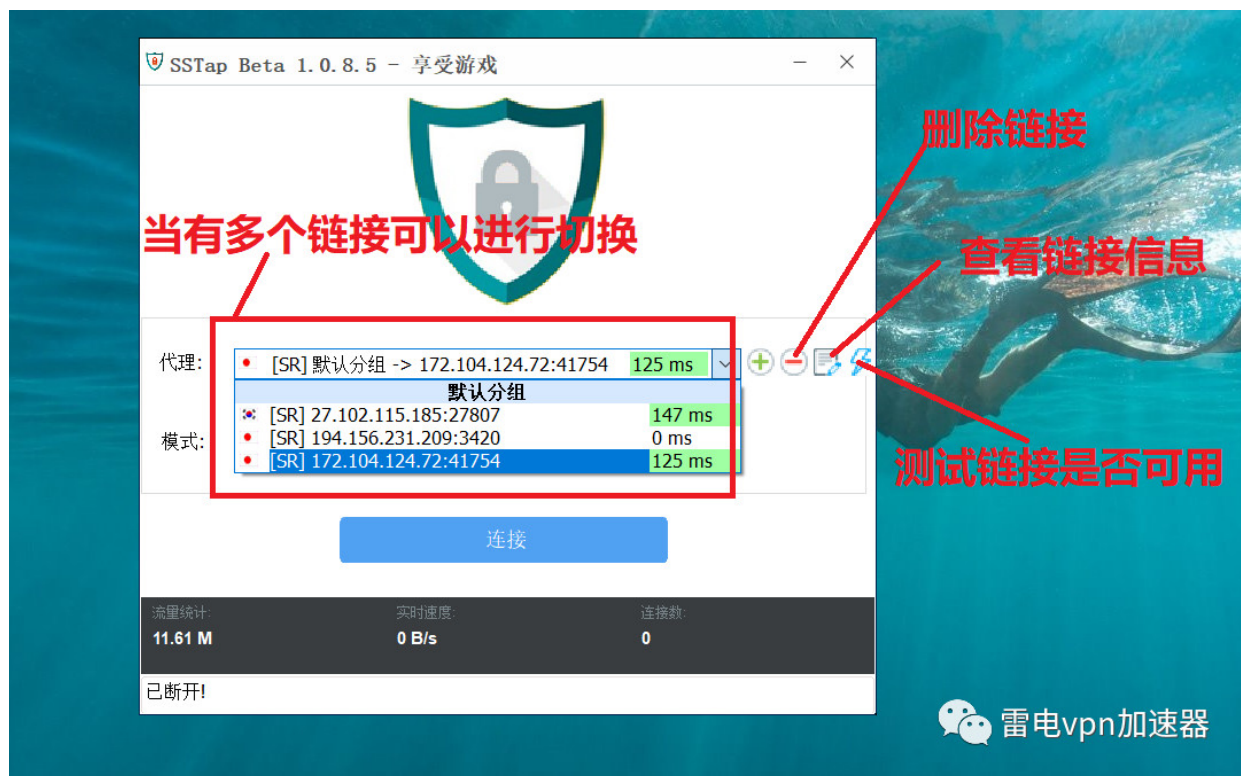 SSTap Beta 1.0.8.5 - 享受游戏
删除链接
当有多个链接可以进行切换
查看链接信息
代理: [SR] 默认分组 -> 172.104.124.72:41754 125 ms
默认分组
[SR] 27.102.115.185:27807 147 ms
模式: [SR] 194.156.231.209:3420 0 ms
[SR] 172.104.124.72:41754 125 ms
测试链接是否可用
连接
流量统计: 实时速度: 连接数:
11.61 M 0 B/s 0
已断开!
雷电vpn加速器